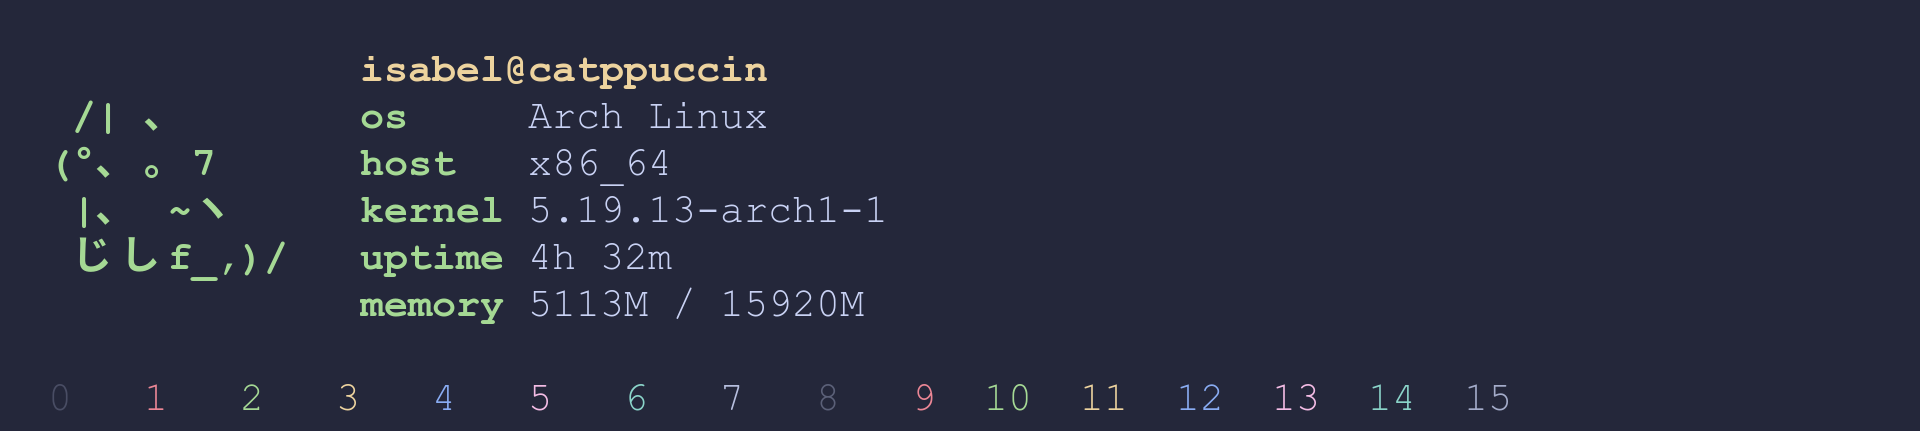 isabel@catppuccin
／|、 os Arch Linux
(°､ 。7 host x86_64
|、 ~ヽ kernel 5.19.13-arch1-1
じしf_,)/ uptime 4h 32m
memory 5113M / 15920M
0 1 2 3 4 5 6 7 8 9 10 11 12 13 14 15